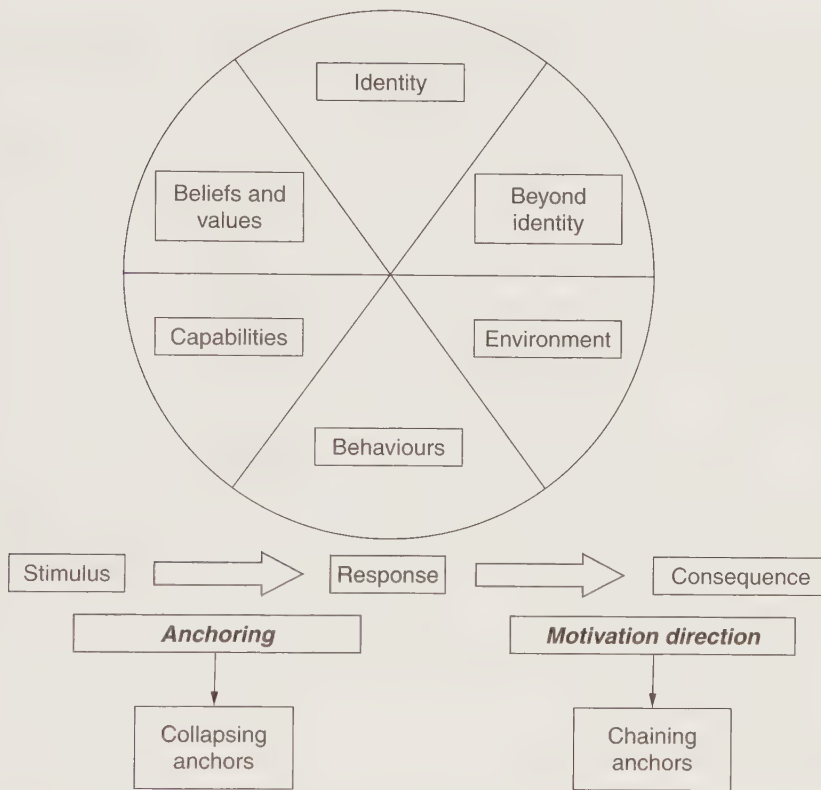 Identity
Beliefs and
values
Beyond
identity
Capabilities
Environment
Behaviours
Stimulus
Response
Consequence
Anchoring
Motivation direction
Collapsing
anchors
Chaining
anchors